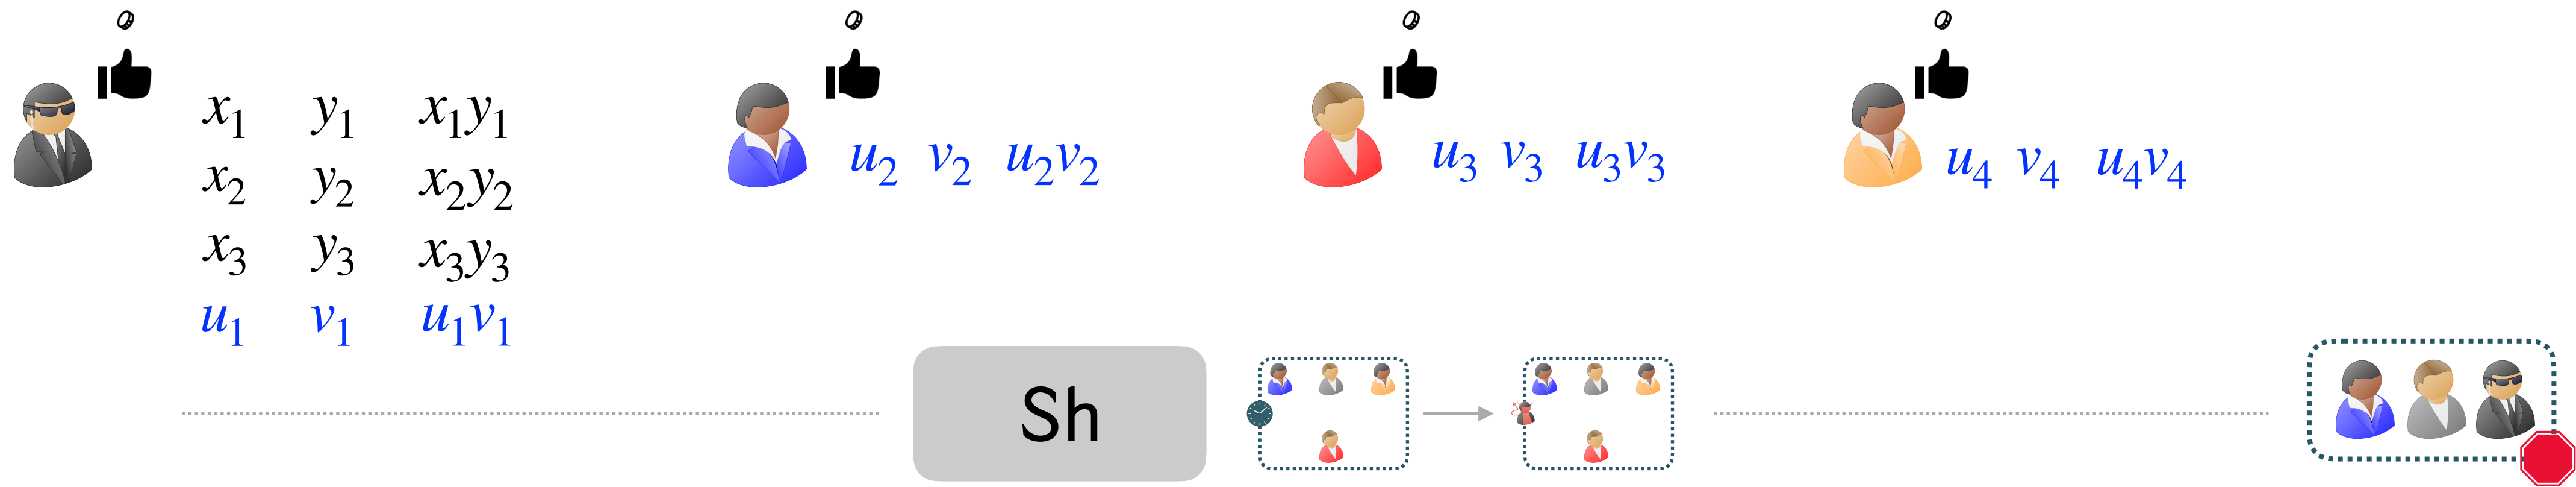 x₁ y₁ x₁y₁
x₂ y₂ x₂y₂
x₃ y₃ x₃y₃
u₁ v₁ u₁v₁
u₂ v₂ u₂v₂
u₃ v₃ u₃v₃
u₄ v₄ u₄v₄
Sh